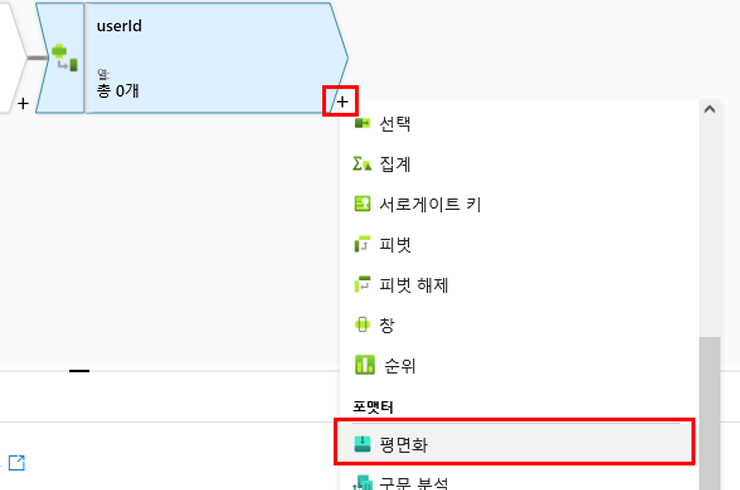 userId
열:
총 0개
+
+
선택
집계
서로게이트 키
피벗
피벗 해제
창
순위
포맷터
평면화
구문 분석